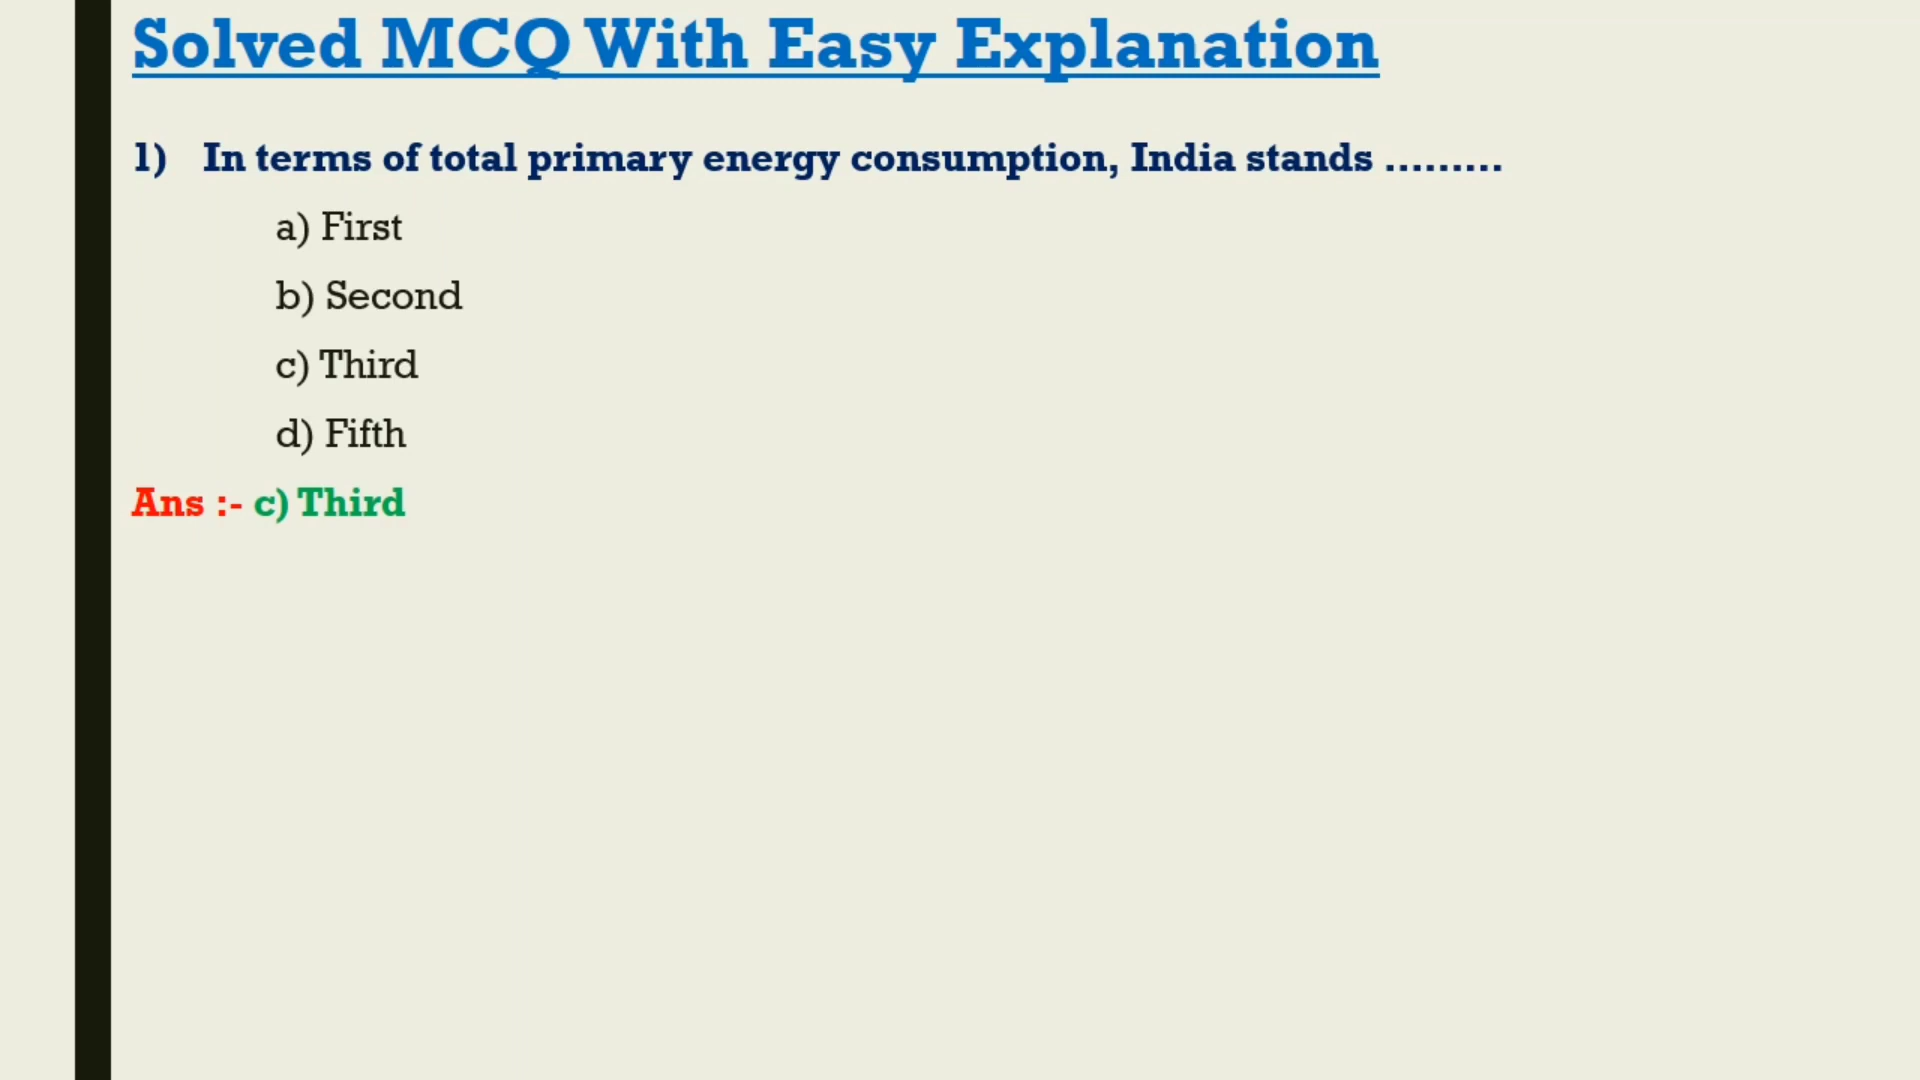 Solved MCQ With Easy Explanation
1) In terms of total primary energy consumption, India stands .........
a) First
b) Second
c) Third
d) Fifth
Ans :- c) Third